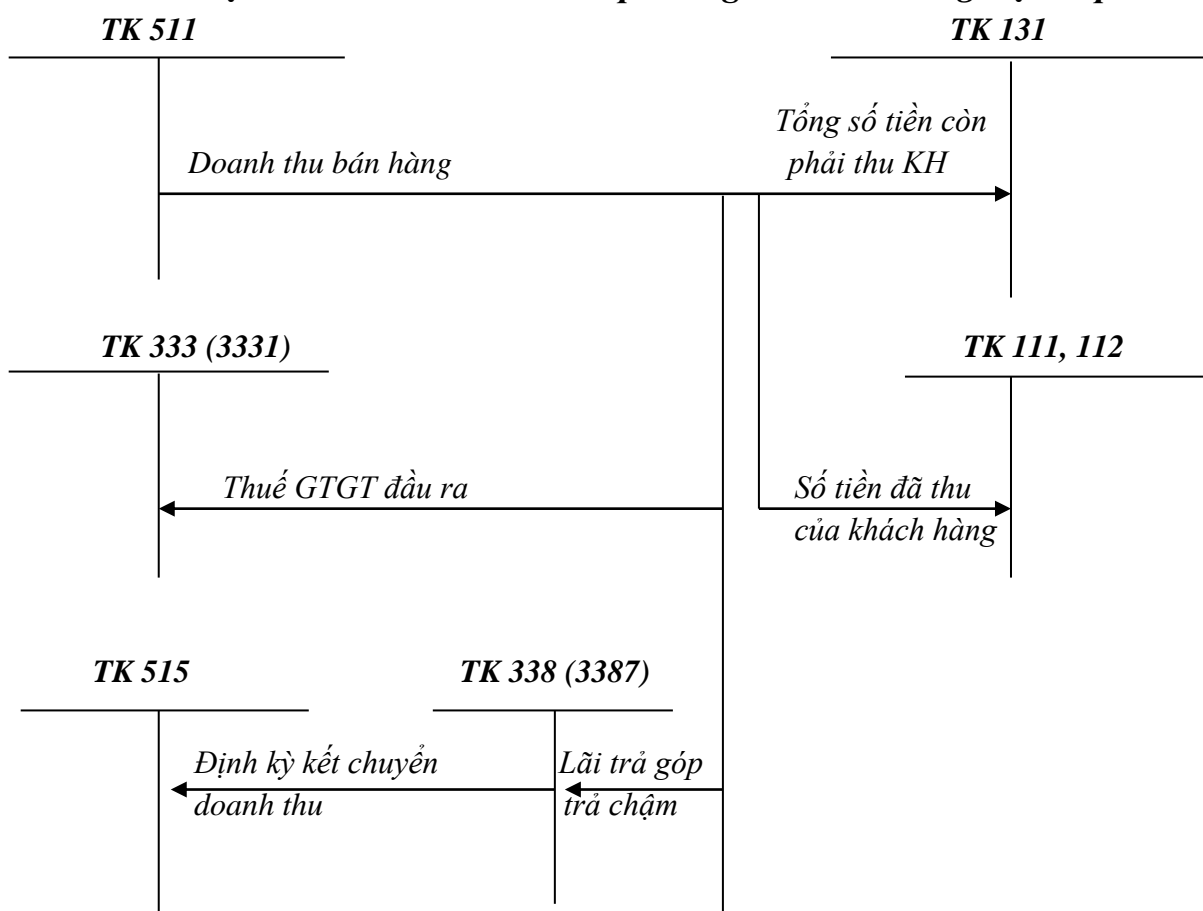 TK 511
TK 131
Tổng số tiền còn
phải thu KH
Doanh thu bán hàng
TK 333 (3331)
TK 111, 112
Thuế GTGT đầu ra
Số tiền đã thu
của khách hàng
TK 515
TK 338 (3387)
Định kỳ kết chuyển
doanh thu
Lãi trả góp
trả chậm